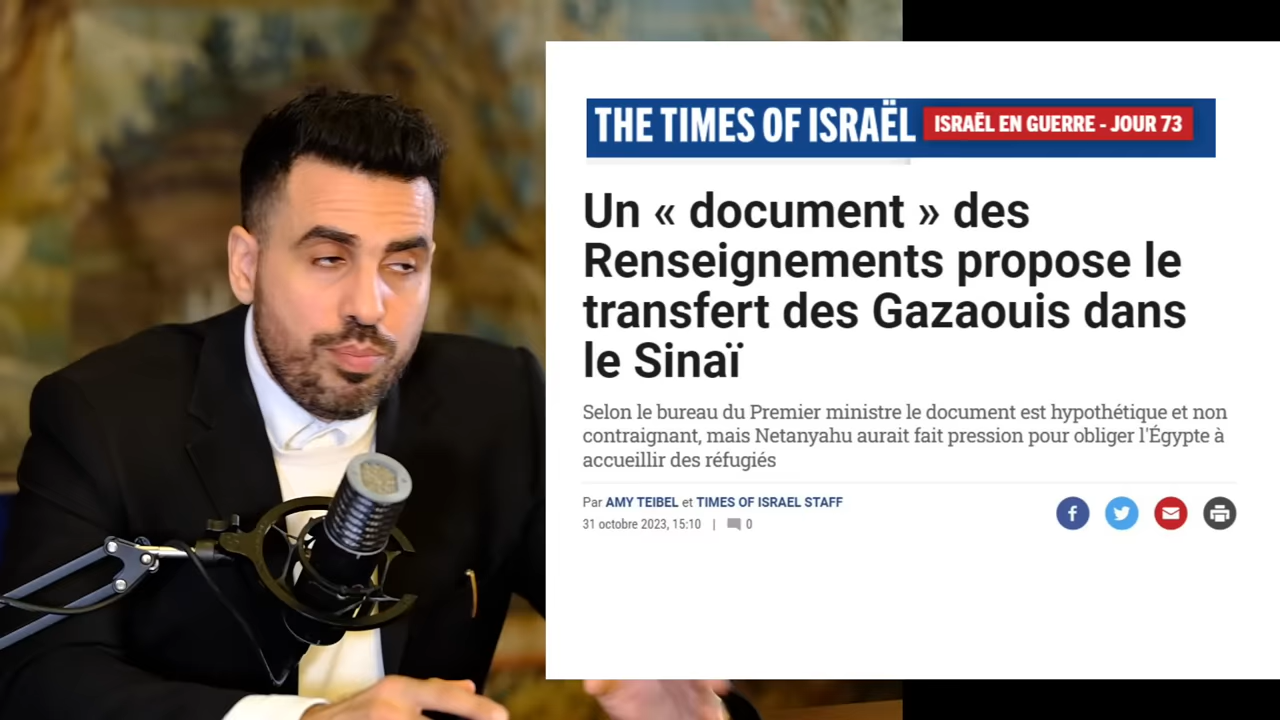 THE TIMES OF ISRAËL ISRAËL EN GUERRE - JOUR 73
Un « document » des
Renseignements propose le
transfert des Gazaouis dans
le Sinaï
Selon le bureau du Premier ministre le document est hypothétique et non
contraignant, mais Netanyahu aurait fait pression pour obliger l'Égypte à
accueillir des réfugiés
Par AMY TEIBEL et TIMES OF ISRAEL STAFF
31 octobre 2023, 15:10 | 0